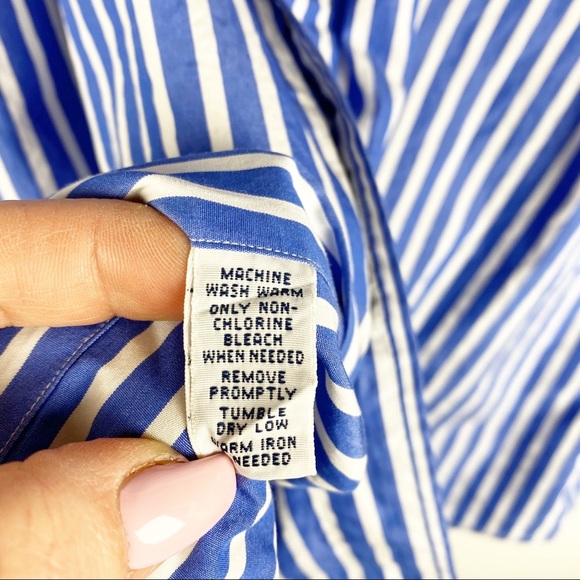 MACHINE
WASH WARM
ONLY NON-
CHLORINE
BLEACH
WHEN NEEDED
REMOVE
PROMPTLY
TUMBLE
DRY LOW
WARM IRON
NEEDED